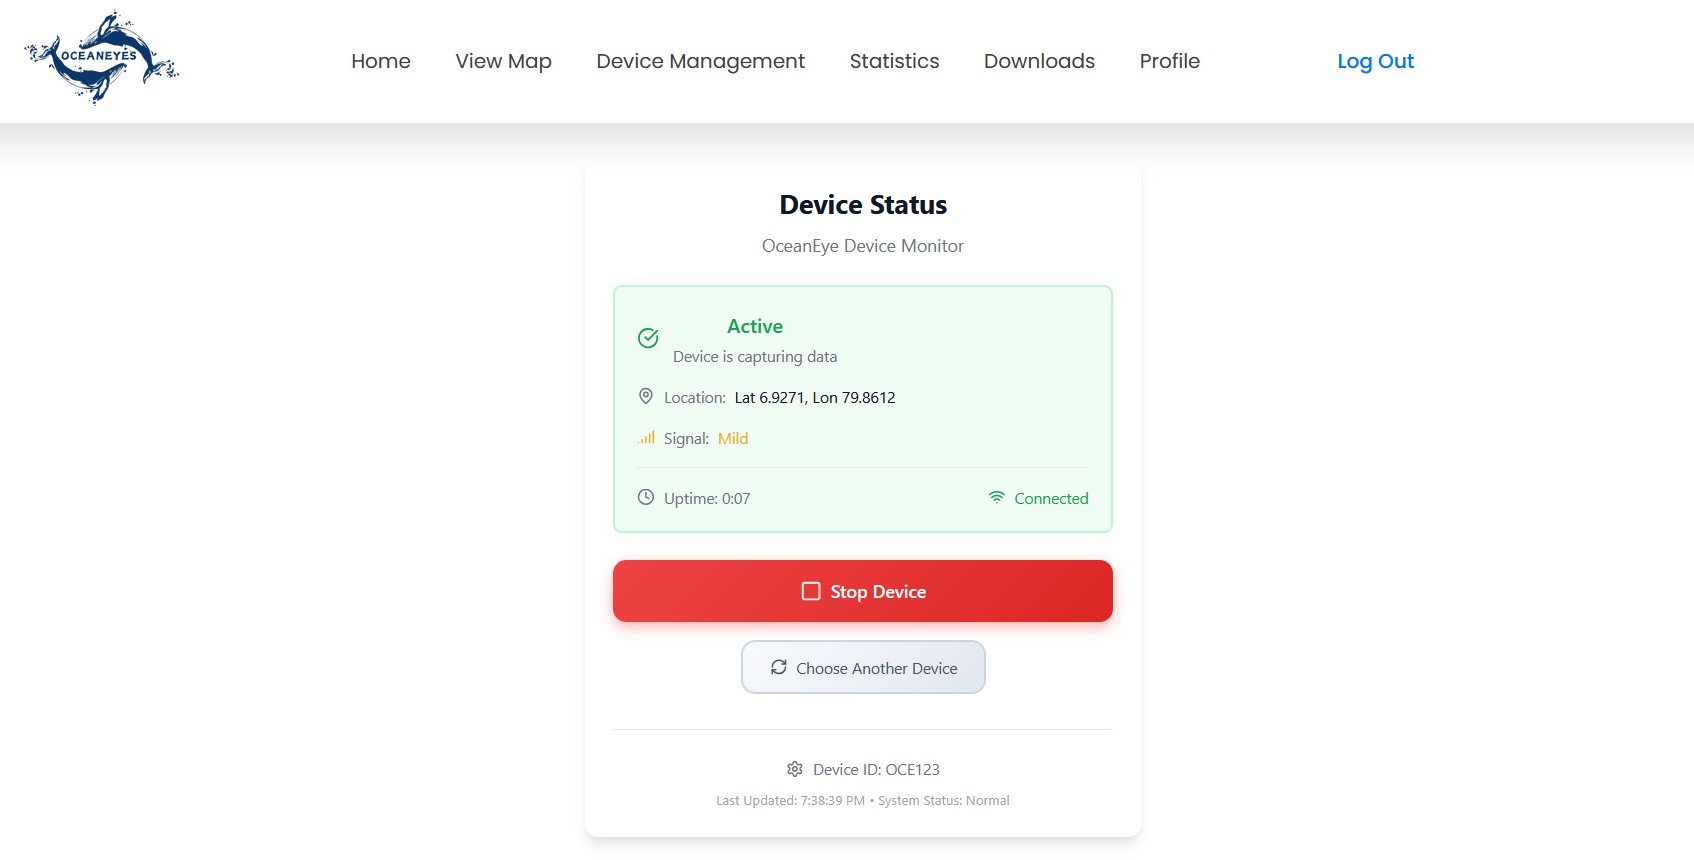 OCEANEYES
Home View Map Device Management Statistics Downloads Profile Log Out
Device Status
OceanEye Device Monitor
Active
Device is capturing data
Location: Lat 6.9271, Lon 79.8612
Signal: Mild
Uptime: 0:07 Connected
Stop Device
Choose Another Device
Device ID: OCE123
Last Updated: 7:38:39 PM • System Status: Normal